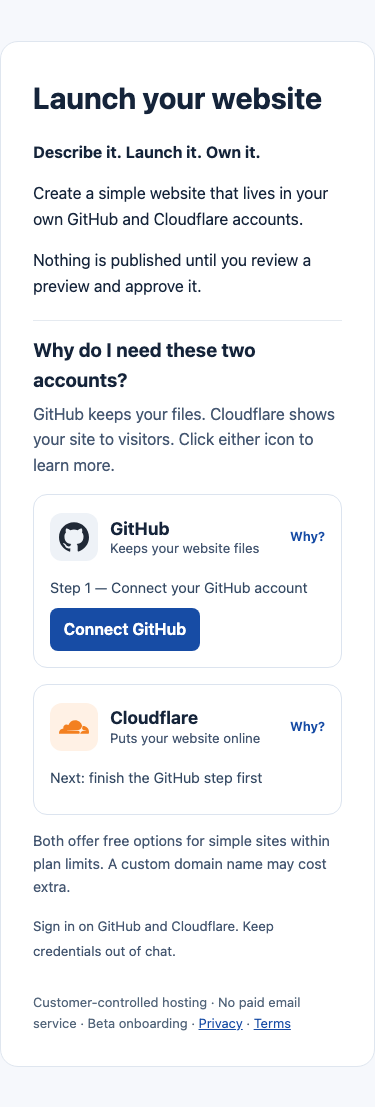 Launch your website
Describe it. Launch it. Own it.
Create a simple website that lives in your
own GitHub and Cloudflare accounts.
Nothing is published until you review a
preview and approve it.
Why do I need these two
accounts?
GitHub keeps your files. Cloudflare shows
your site to visitors. Click either icon to
learn more.
GitHub
Keeps your website files
Why?
Step 1 — Connect your GitHub account
Connect GitHub
Cloudflare
Puts your website online
Why?
Next: finish the GitHub step first
Both offer free options for simple sites within
plan limits. A custom domain name may cost
extra.
Sign in on GitHub and Cloudflare. Keep
credentials out of chat.
Customer-controlled hosting · No paid email
service · Beta onboarding · Privacy · Terms